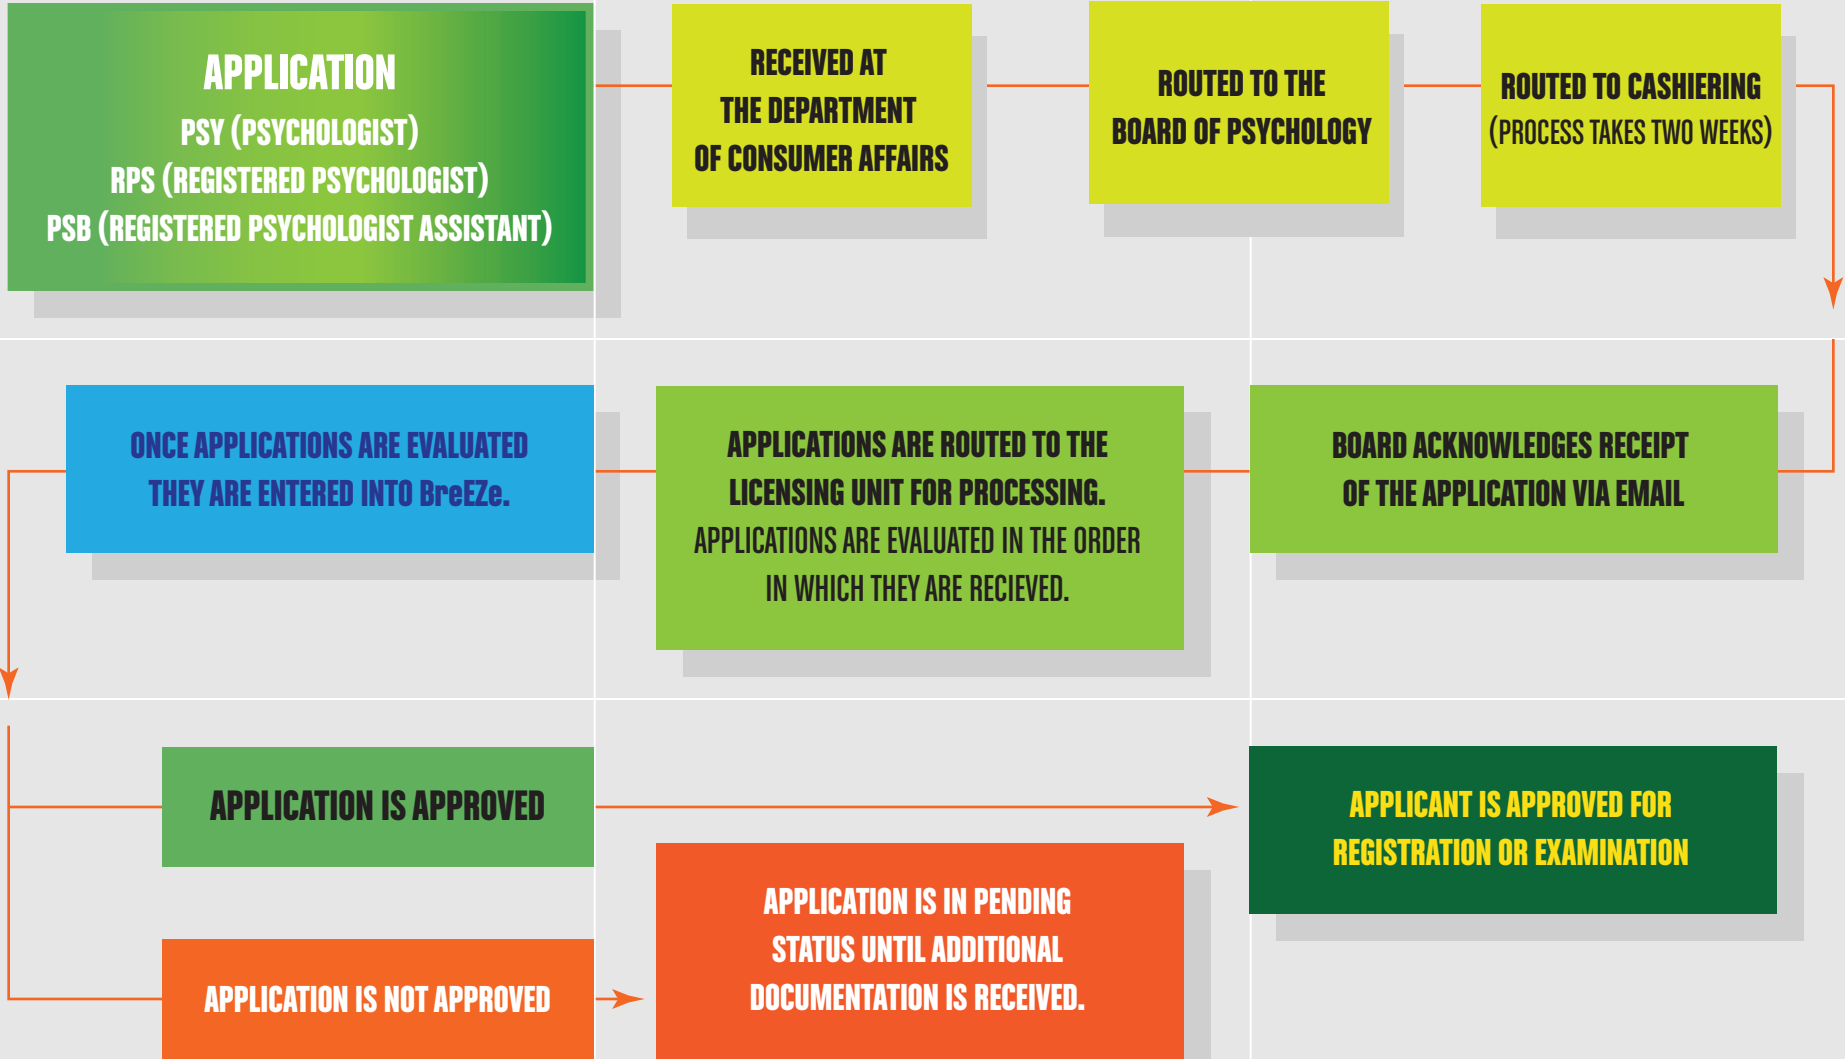 APPLICATION
PSY (PSYCHOLOGIST)
RPS (REGISTERED PSYCHOLOGIST)
PSB (REGISTERED PSYCHOLOGIST ASSISTANT)
RECEIVED AT
THE DEPARTMENT
OF CONSUMER AFFAIRS
ROUTED TO THE
BOARD OF PSYCHOLOGY
ROUTED TO CASHIERING
(PROCESS TAKES TWO WEEKS)
BOARD ACKNOWLEDGES RECEIPT
OF THE APPLICATION VIA EMAIL
APPLICATIONS ARE ROUTED TO THE
LICENSING UNIT FOR PROCESSING.
APPLICATIONS ARE EVALUATED IN THE ORDER
IN WHICH THEY ARE RECIEVED.
ONCE APPLICATIONS ARE EVALUATED
THEY ARE ENTERED INTO BreEZe.
APPLICATION IS APPROVED
APPLICANT IS APPROVED FOR
REGISTRATION OR EXAMINATION
APPLICATION IS NOT APPROVED
APPLICATION IS IN PENDING
STATUS UNTIL ADDITIONAL
DOCUMENTATION IS RECEIVED.